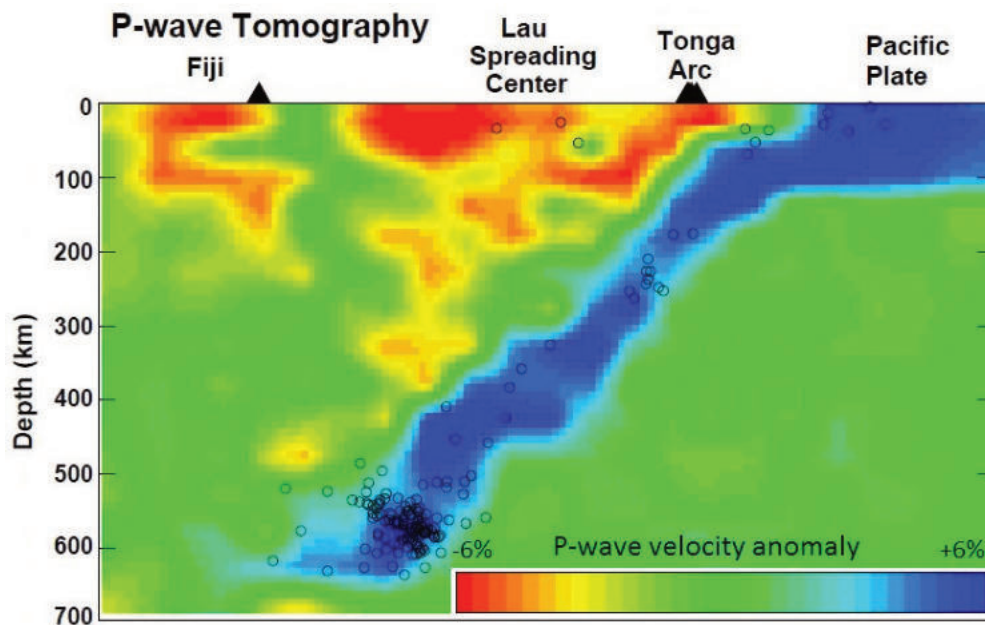 P-wave Tomography
Fiji
Lau
Spreading
Center
Tonga
Arc
Pacific
Plate
0
100
200
300
400
500
600
700
Depth (km)
-6%
P-wave velocity anomaly
+6%